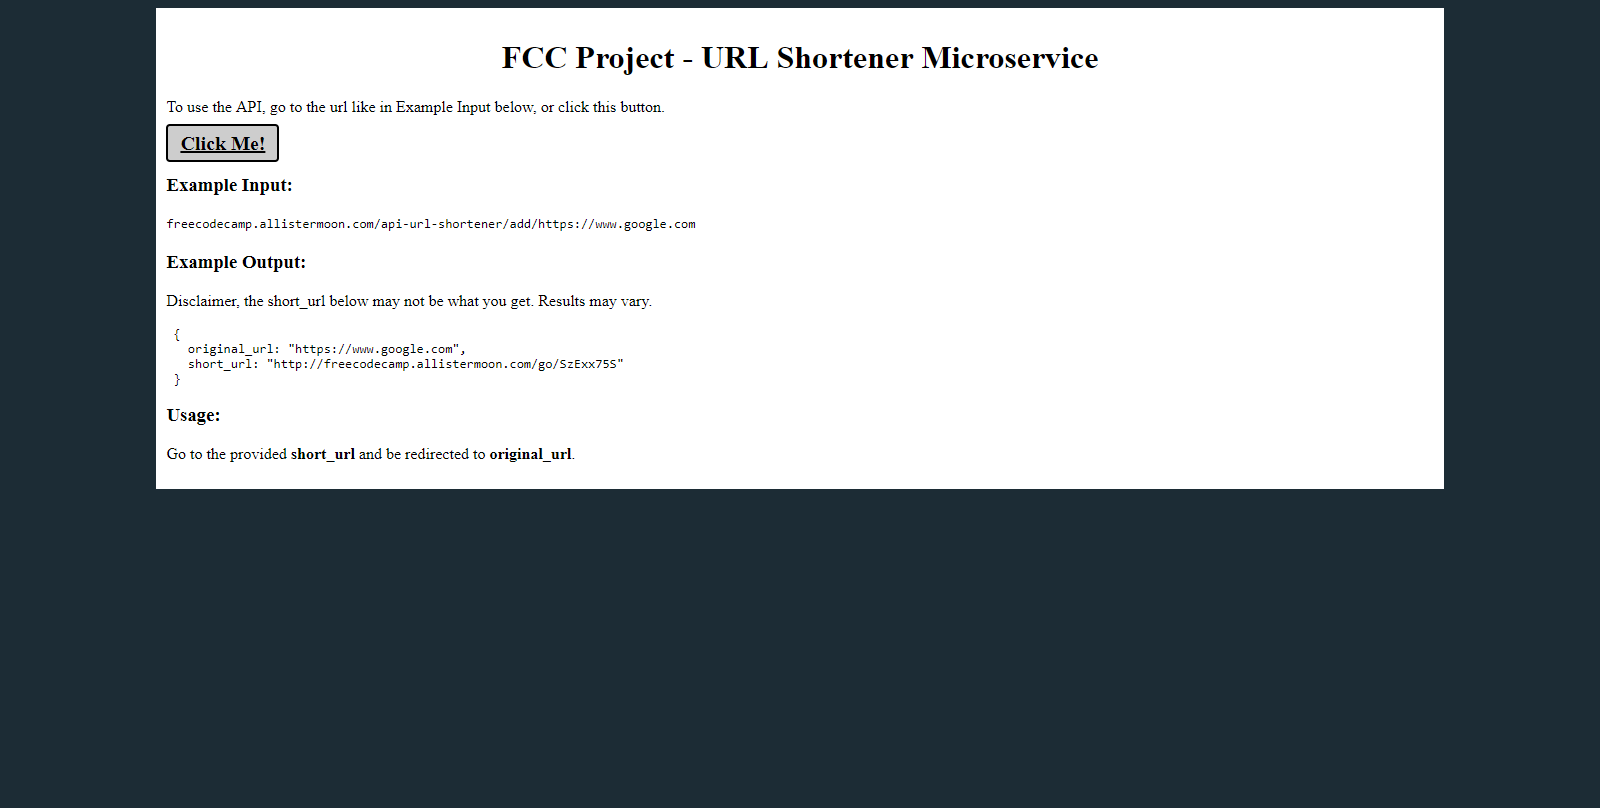 FCC Project - URL Shortener Microservice
To use the API, go to the url like in Example Input below, or click this button.
Click Me!
Example Input:
freecodecamp.allistermoon.com/api-url-shortener/add/https://www.google.com
Example Output:
Disclaimer, the short_url below may not be what you get. Results may vary.
{
original_url: "https://www.google.com",
short_url: "http://freecodecamp.allistermoon.com/go/SzExx75S"
}
Usage:
Go to the provided short_url and be redirected to original_url.